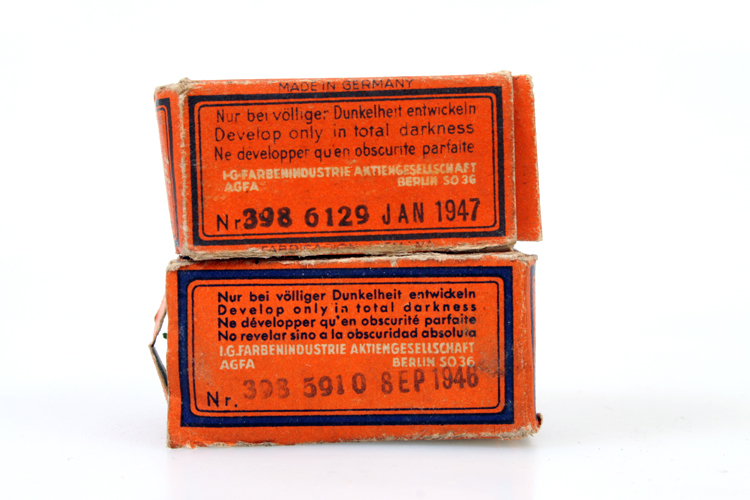 MADE IN GERMANY
Nur bei völliger Dunkelheit entwickeln
Develop only in total darkness
Ne développer qu'en obscurité parfaite
I·G·FARBENINDUSTRIE AKTIENGESELLSCHAFT
AGFA BERLIN SO 36
Nr. 398 6129 JAN 1947
GERMANY
Nur bei völliger Dunkelheit entwickeln
Develop only in total darkness
Ne développer qu'en obscurité parfaite
No revelar sino a la obscuridad absoluta
I.G.FARBENINDUSTRIE AKTIENGESELLSCHAFT
AGFA BERLIN SO 36
Nr. 398 5910 SEP 1946